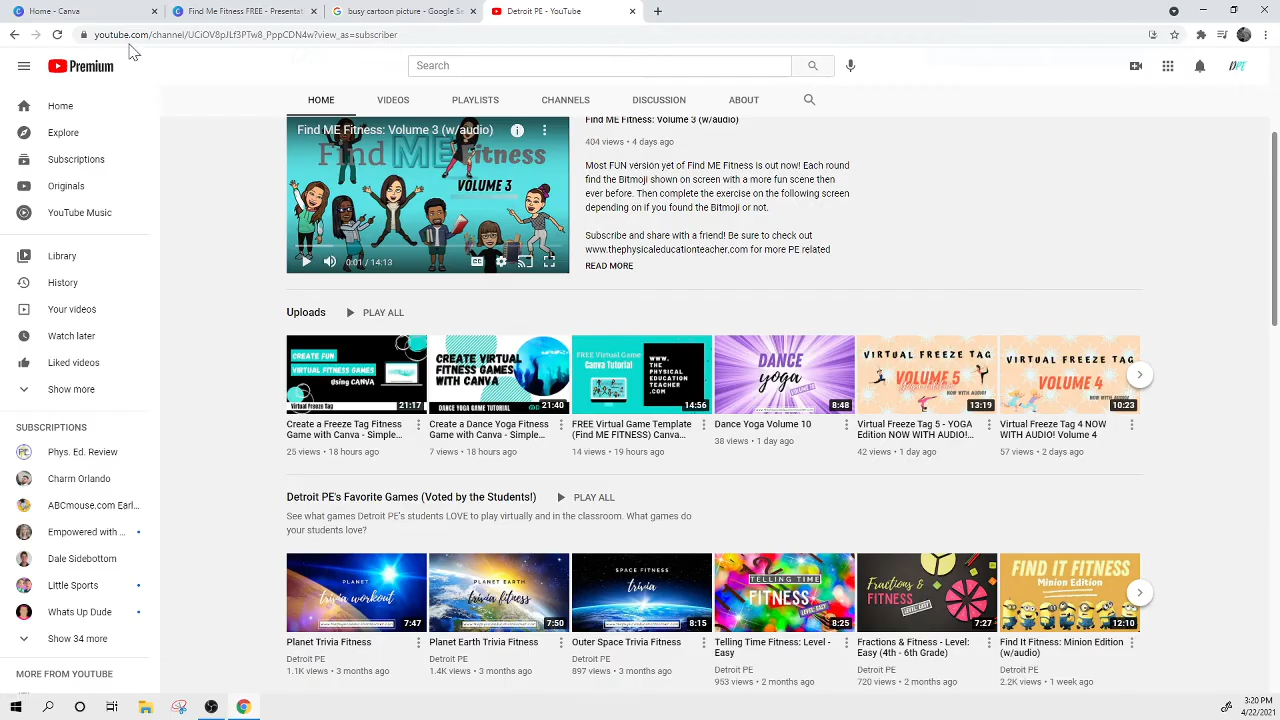 Home - Canva
Find ME Fitness FREE - Presentati
busy cartoon picture - Google Se
Detroit PE - YouTube
youtube.com/channel/UCiOV8pJLf3PTw8_PppCDN4w?view_as=subscriber
Premium
Search
DPE
HOME VIDEOS PLAYLISTS CHANNELS DISCUSSION ABOUT
Home
Explore
Subscriptions
Originals
YouTube Music
Library
History
Your videos
Watch later
Liked videos
Show more
SUBSCRIPTIONS
Phys. Ed. Review
Charm Orlando
ABCmouse.com Earl...
Empowered with ...
Dale Sidebottom
Little Sports
Whats Up Dude
Show 34 more
MORE FROM YOUTUBE
Find ME Fitness: Volume 3 (w/audio)
Find ME Fitness
VOLUME 3
0:01 / 14:13
Find ME Fitness: Volume 3 (w/audio)
404 views • 4 days ago
Most FUN version yet of Find ME Fitness is out now! Each round
find the Bitmoji shown on screen with a more fun scene then
ever before. Then complete the exercise on the following screen
depending on if you found the Bitmoji or not.
Subscribe and share with a friend! Be sure to check out
www.thephysicaleducationteacher.com for more PE related
READ MORE
Uploads PLAY ALL
CREATE FUN
VIRTUAL FITNESS GAMES
Using CANVA
Virtual Freeze Tag
21:17
Create a Freeze Tag Fitness
Game with Canva - Simple...
25 views • 18 hours ago
CREATE VIRTUAL
FITNESS GAMES
WITH CANVA
DANCE YOGA GAME TUTORIAL
21:40
Create a Dance Yoga Fitness
Game with Canva - Simple...
7 views • 18 hours ago
FREE Virtual Game
Canva Tutorial
WWW.
THE
PHYSICAL
EDUCATION
TEACHER
.COM
14:56
FREE Virtual Game Template
(Find ME FITNESS) Canva...
14 views • 19 hours ago
DANCE
yoga
8:48
Dance Yoga Volume 10
38 views • 1 day ago
VIRTUAL FREEZE TAG
VOLUME 5
NOW WITH AUDIO!
13:19
Virtual Freeze Tag 5 - YOGA
Edition NOW WITH AUDIO!...
42 views • 1 day ago
VIRTUAL FREEZE TAG
VOLUME 4
NOW WITH AUDIO!
10:23
Virtual Freeze Tag 4 NOW
WITH AUDIO! Volume 4
57 views • 2 days ago
Detroit PE's Favorite Games (Voted by the Students!) PLAY ALL
See what games Detroit PE's students LOVE to play virtually and in the classroom. What games do
your students love?
PLANET
trivia workout
7:47
Planet Trivia Fitness
Detroit PE
1.1K views • 3 months ago
PLANET EARTH
trivia fitness
7:50
Planet Earth Trivia Fitness
Detroit PE
1.4K views • 3 months ago
SPACE FITNESS
trivia
8:15
Outer Space Trivia Fitness
Detroit PE
897 views • 3 months ago
TELLING TIME
FITNESS
LEVEL: EASY
8:25
Telling Time Fitness: Level -
Easy
Detroit PE
953 views • 2 months ago
Fractions &
FITNESS
LEVEL: EASY
7:27
Fractions & Fitness - Level:
Easy (4th - 6th Grade)
Detroit PE
720 views • 2 months ago
FIND IT FITNESS
Minion Edition
12:10
Find It Fitness: Minion Edition
(w/audio)
Detroit PE
2.2K views • 1 week ago
3:20 PM
4/22/2021